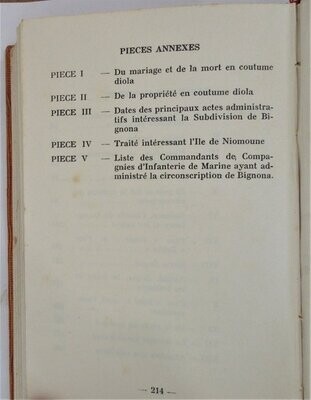 PIECES ANNEXES
PIECE I — Du mariage et de la mort en coutume
diola
PIECE II — De la propriété en coutume diola
PIECE III — Dates des principaux actes administra-
tifs intéressant la Subdivision de Bi-
gnona
PIECE IV — Traité intéressant l'Ile de Niomoune
PIECE V — Liste des Commandants de Compa-
gnies d'Infanterie de Marine ayant ad-
ministré la circonscription de Bignona.
— 214 —